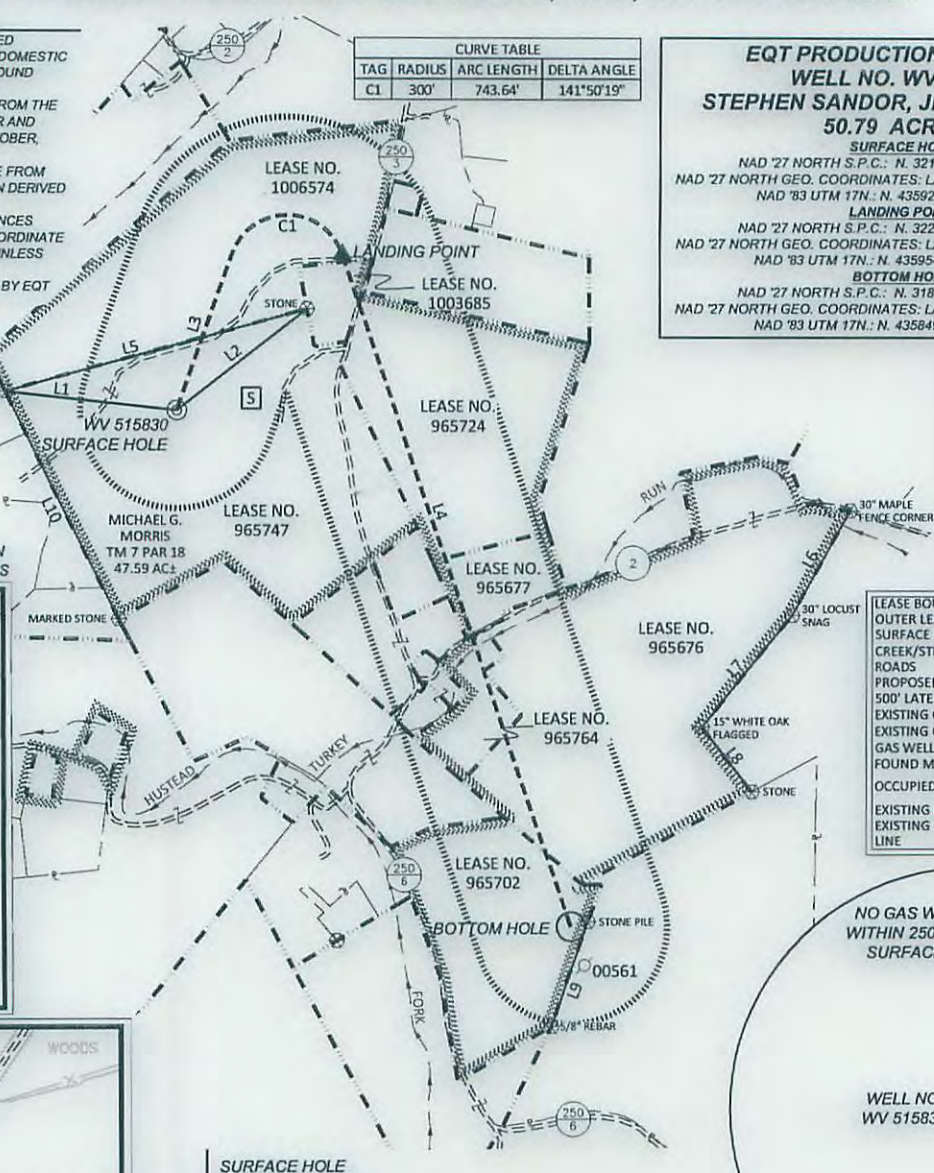 ED
DOMESTIC
OUND
ROM THE
R AND
OBER,
E FROM
N DERIVED
NCES
ORDINATE
NLESS
BY EQT
250
2
CURVE TABLE
TAG RADIUS ARC LENGTH DELTA ANGLE
C1 300' 743.64' 141°50'19"
EQT PRODUCTION
WELL NO. WV
STEPHEN SANDOR, J
50.79 ACR
SURFACE HO
NAD '27 NORTH S.P.C.: N. 321
NAD '27 NORTH GEO. COORDINATES: L
NAD '83 UTM 17N.: N. 43592
LANDING PO
NAD '27 NORTH S.P.C.: N. 322
NAD '27 NORTH GEO. COORDINATES: L
NAD '83 UTM 17N.: N. 43595
BOTTOM HO
NAD '27 NORTH S.P.C.: N. 318
NAD '27 NORTH GEO. COORDINATES: L
NAD '83 UTM 17N.: N. 43584
250
3
LEASE NO.
1006574
C1
LANDING POINT
LEASE NO.
1003685
STONE
L3
L5
L2
L1
S
WV 515830
SURFACE HOLE
LEASE NO.
965724
L10
MICHAEL G.
MORRIS
TM 7 PAR 18
47.59 AC±
LEASE NO.
965747
L4
RUN
30" MAPLE
FENCE CORNER
L6
2
LEASE NO.
965677
MARKED STONE
30" LOCUST
SNAG
LEASE NO.
965676
L7
LEASE BOU
OUTER LEA
SURFACE
CREEK/STR
ROADS
PROPOSED
500' LATE
EXISTING
EXISTING
GAS WELL
FOUND M
OCCUPIED
EXISTING
EXISTING
LINE
LEASE NO.
965764
15" WHITE OAK
FLAGGED
L8
STONE
TURKEY
HUSTEAD
250
6
LEASE NO.
965702
BOTTOM HOLE
STONE PILE
00561
L9
5/8" REBAR
FORK
NO GAS W
WITHIN 250
SURFAC
WOODS
WELL NO
WV 51583
250
6
SURFACE HOLE